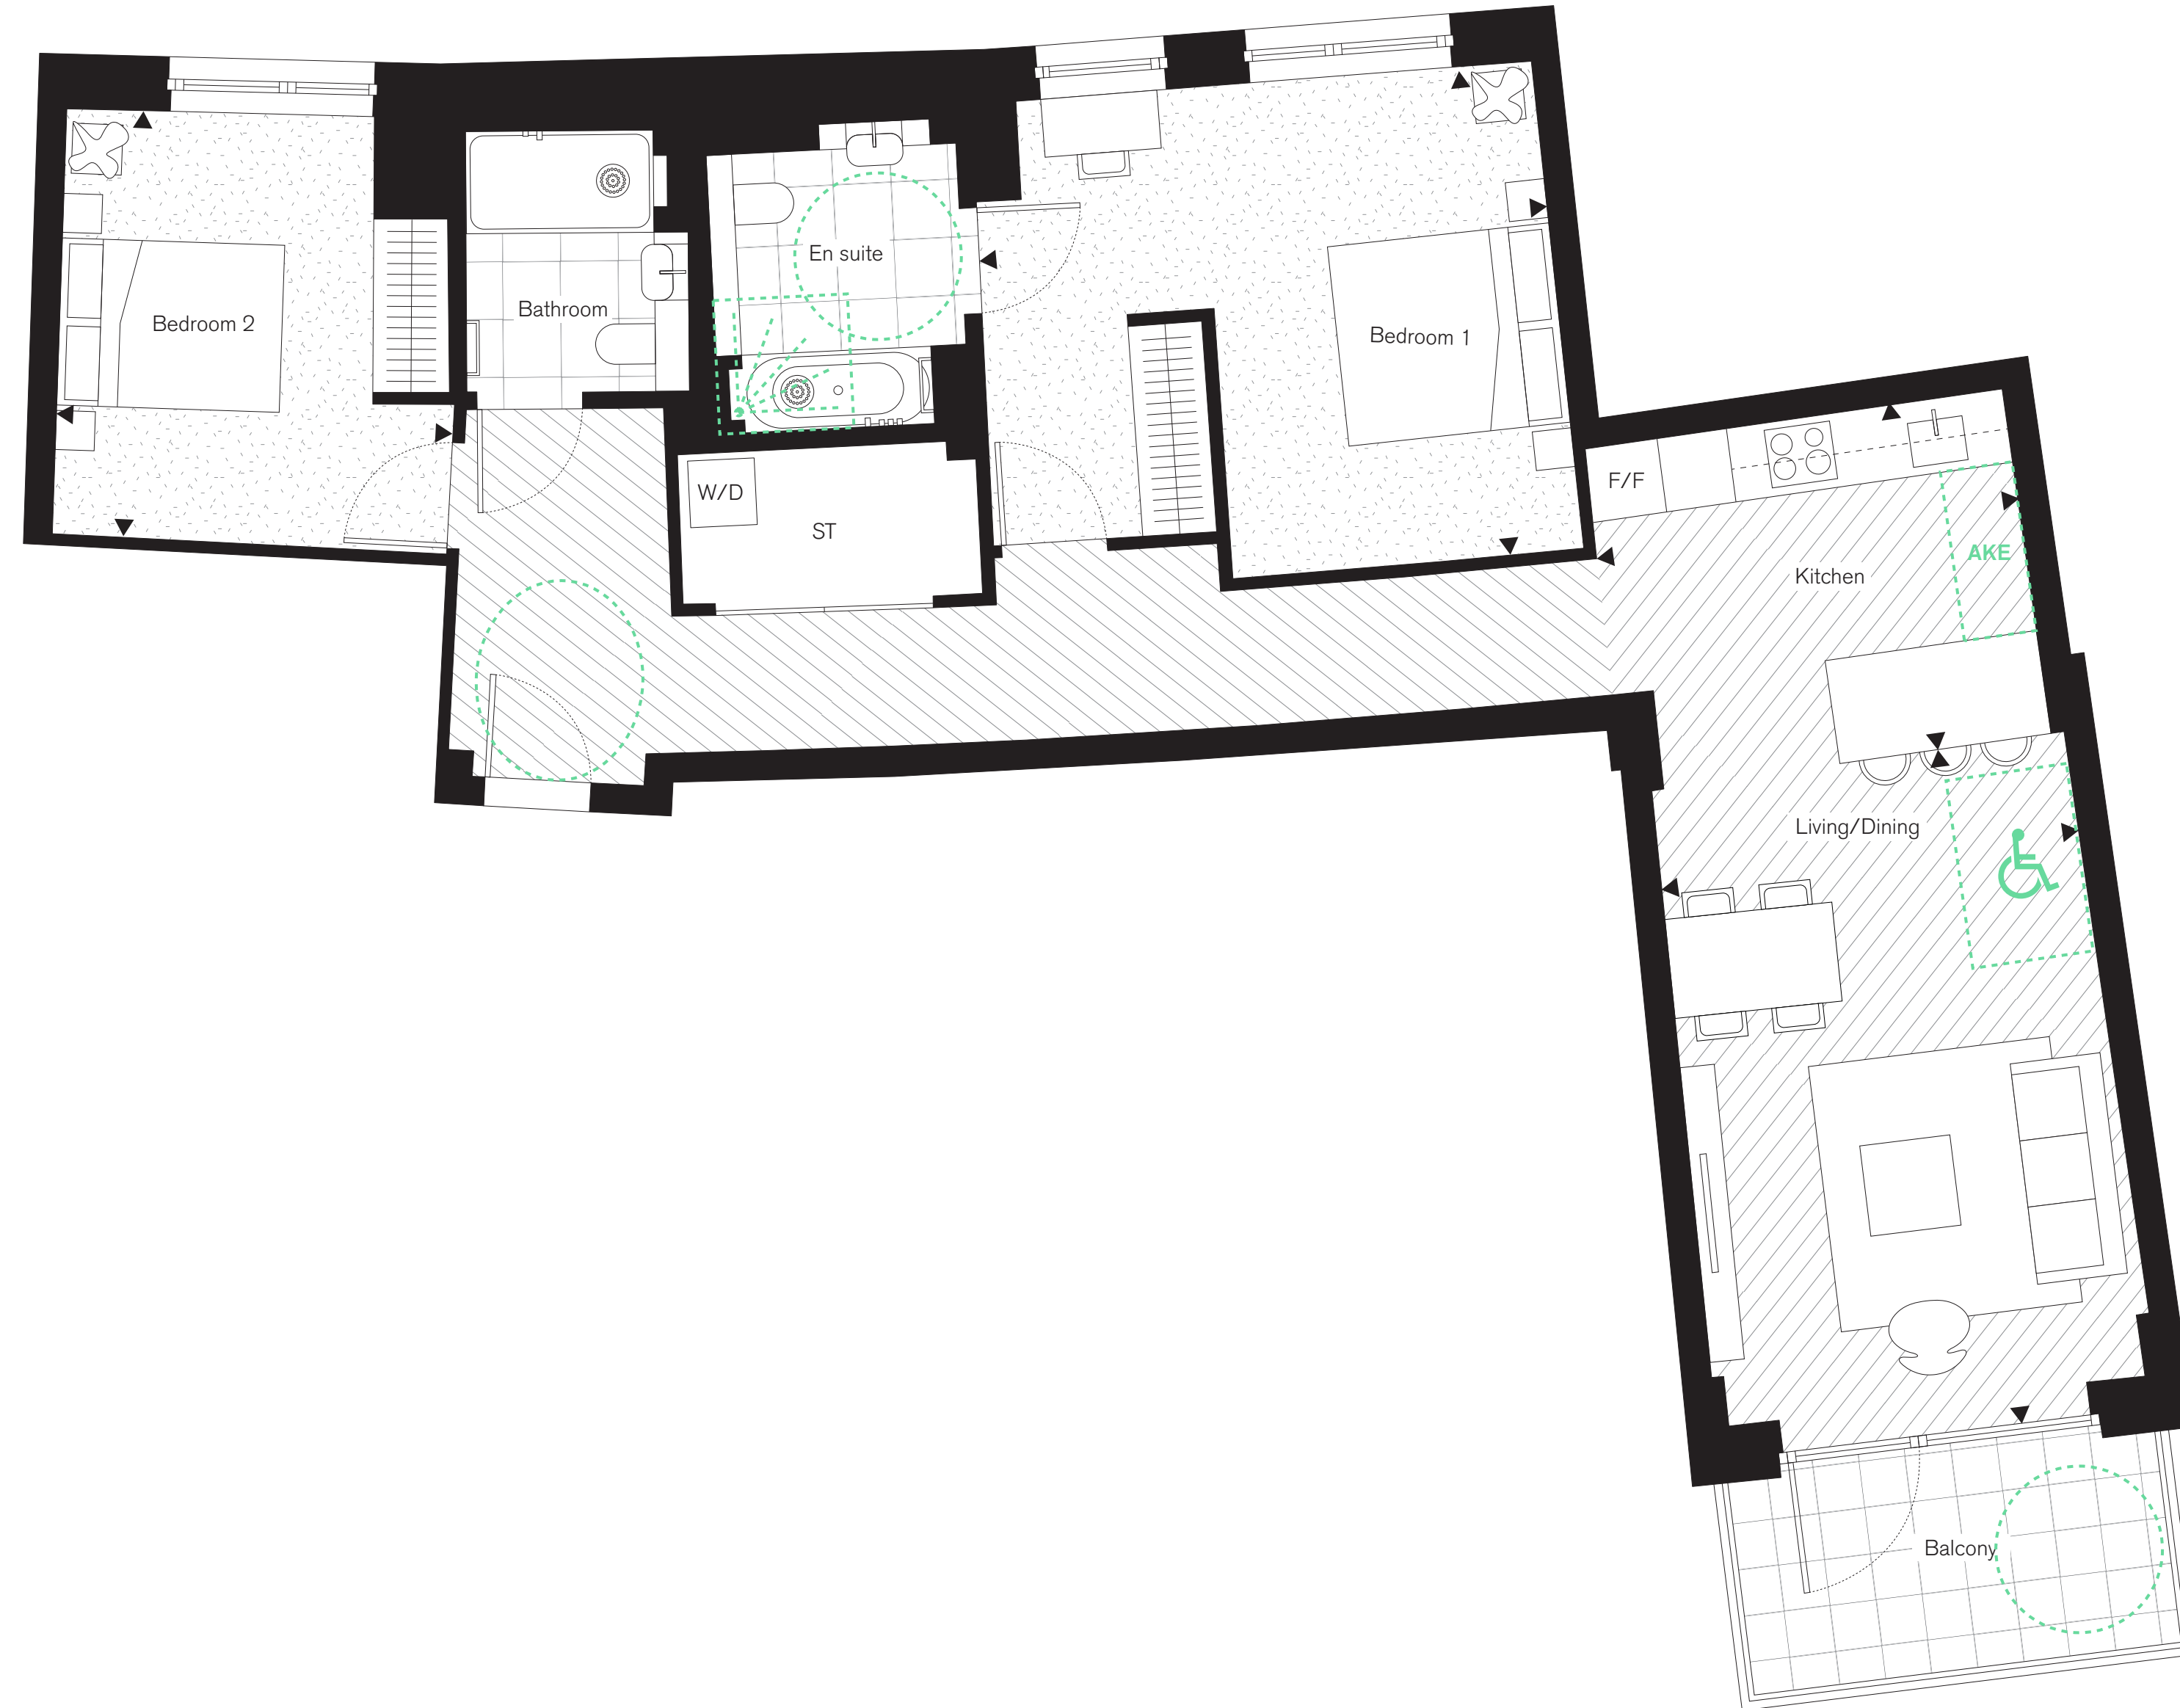 Bedroom 2
Bathroom
En suite
Bedroom 1
W/D
ST
F/F
AKE
Kitchen
Living/Dining
Balcony